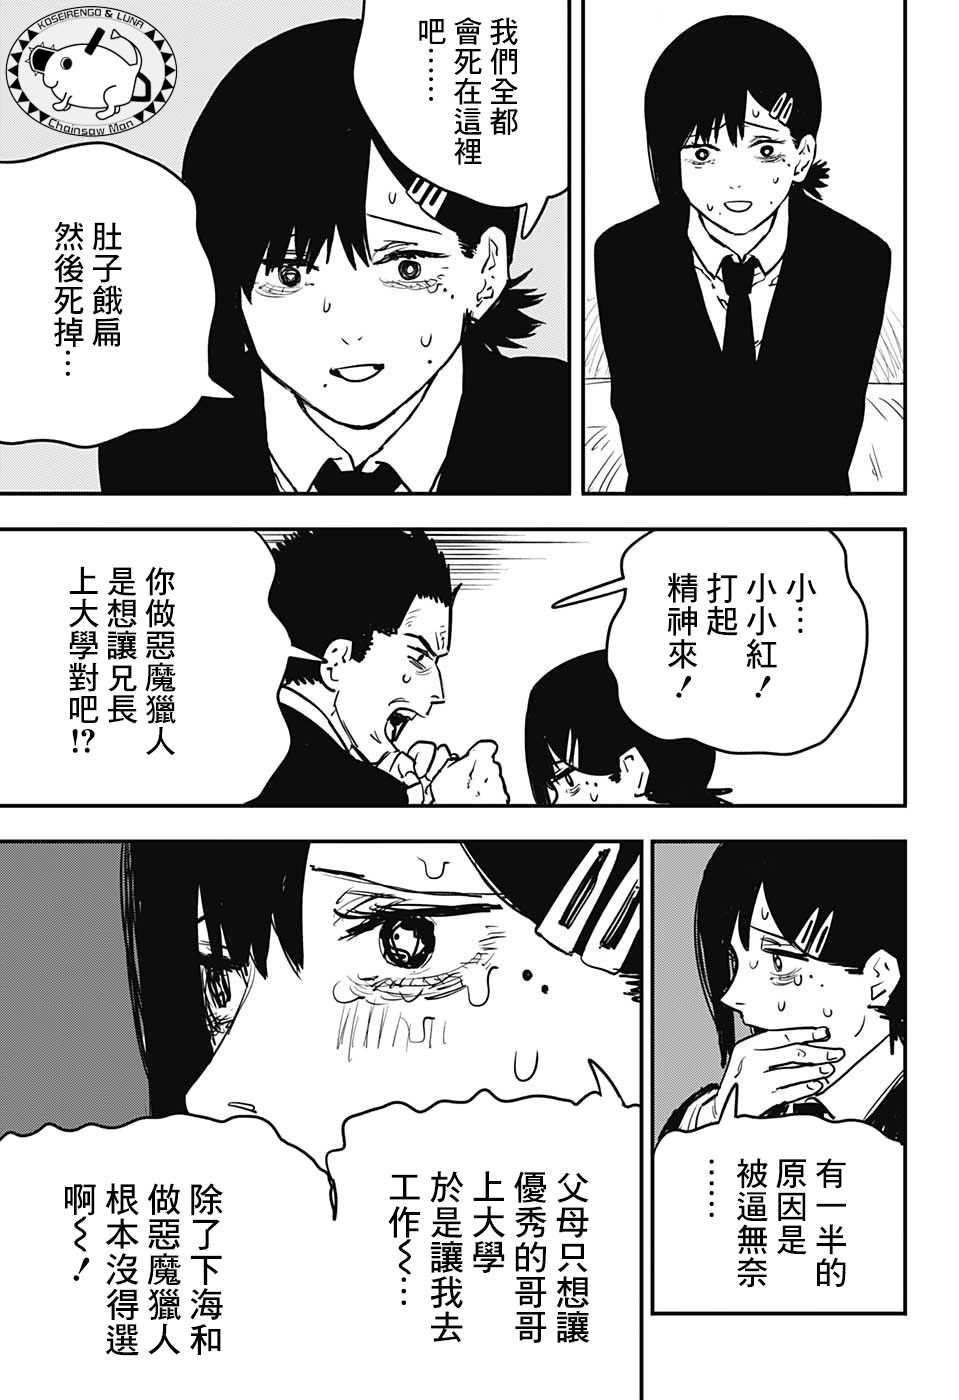 KOSEIRENGO & LUNA
Chainsaw Man
我們全都
會死在這裡
吧……
肚子餓扁
然後死掉…
小…
小小紅！
打起
精神來！
你做惡魔獵人
是想讓兄長
上大學對吧!?
有一半的
原因是
被逼無奈
……
父母只想讓
優秀的哥哥
上大學
於是讓我去
工作～～…
除了下海和
做惡魔獵人
根本沒得選
啊～～！